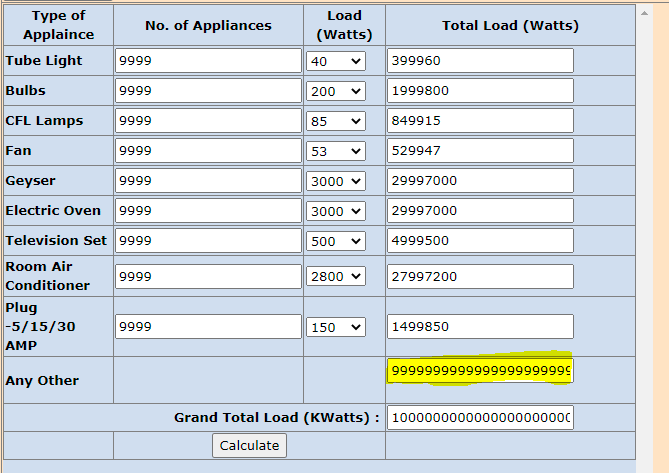 Type of Applaince No. of Appliances Load (Watts) Total Load (Watts)
Tube Light 9999 40 399960
Bulbs 9999 200 1999800
CFL Lamps 9999 85 849915
Fan 9999 53 529947
Geyser 9999 3000 29997000
Electric Oven 9999 3000 29997000
Television Set 9999 500 4999500
Room Air Conditioner 9999 2800 27997200
Plug -5/15/30 AMP 9999 150 1499850
Any Other
Grand Total Load (KWatts) :
Calculate